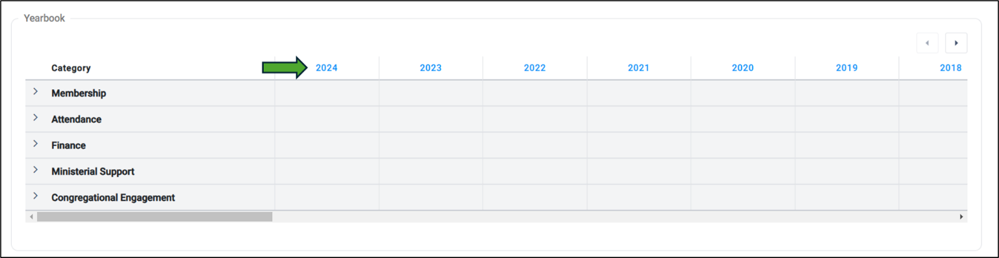 Yearbook
Category 2024 2023 2022 2021 2020 2019 2018
Membership
Attendance
Finance
Ministerial Support
Congregational Engagement